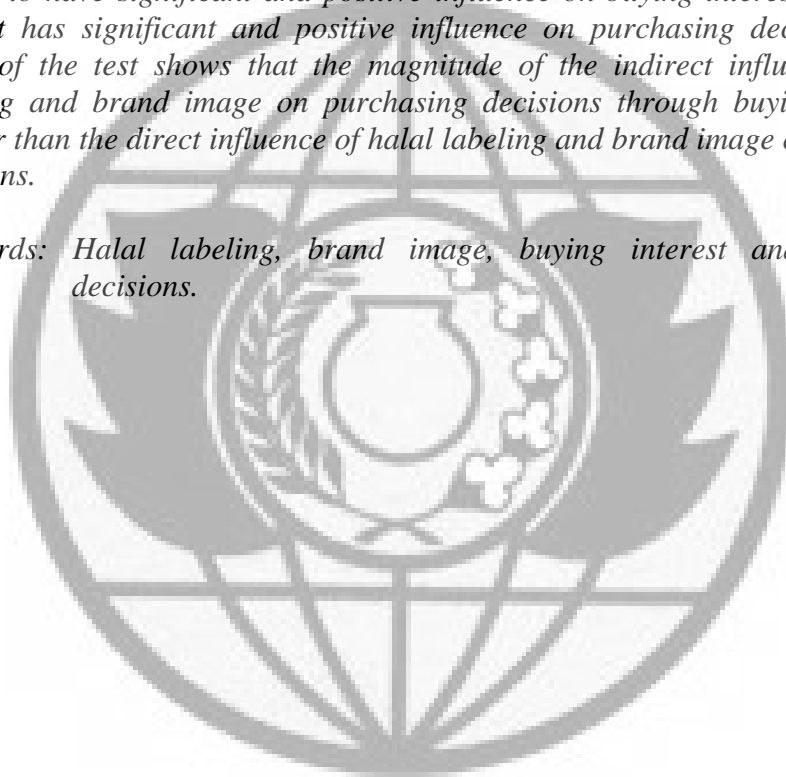 to have significant and positive influence on buying interes
t has significant and positive influence on purchasing dec
of the test shows that the magnitude of the indirect influ
g and brand image on purchasing decisions through buyi
r than the direct influence of halal labeling and brand image
ns.
rds: Halal labeling, brand image, buying interest and
decisions.